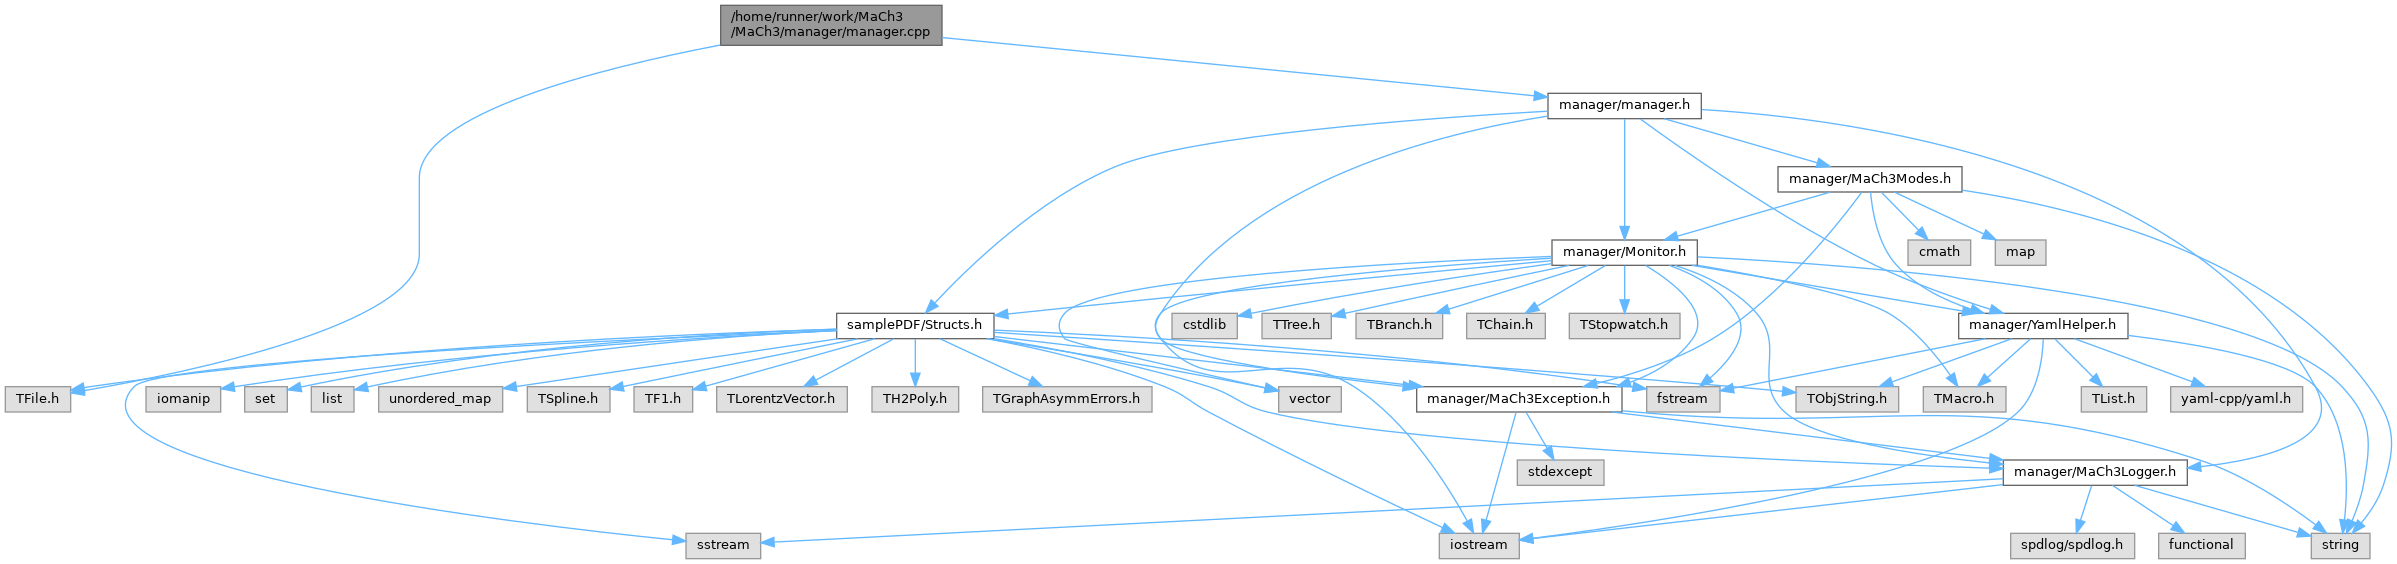 /home/runner/work/MaCh3
/MaCh3/manager/manager.cpp
manager/manager.h
manager/MaCh3Modes.h
manager/Monitor.h
cmath
map
samplePDF/Structs.h
cstdlib
TTree.h
TBranch.h
TChain.h
TStopwatch.h
manager/YamlHelper.h
TFile.h
iomanip
set
list
unordered_map
TSpline.h
TF1.h
TLorentzVector.h
TH2Poly.h
TGraphAsymmErrors.h
vector
manager/MaCh3Exception.h
fstream
TObjString.h
TMacro.h
TList.h
yaml-cpp/yaml.h
stdexcept
manager/MaCh3Logger.h
sstream
iostream
spdlog/spdlog.h
functional
string